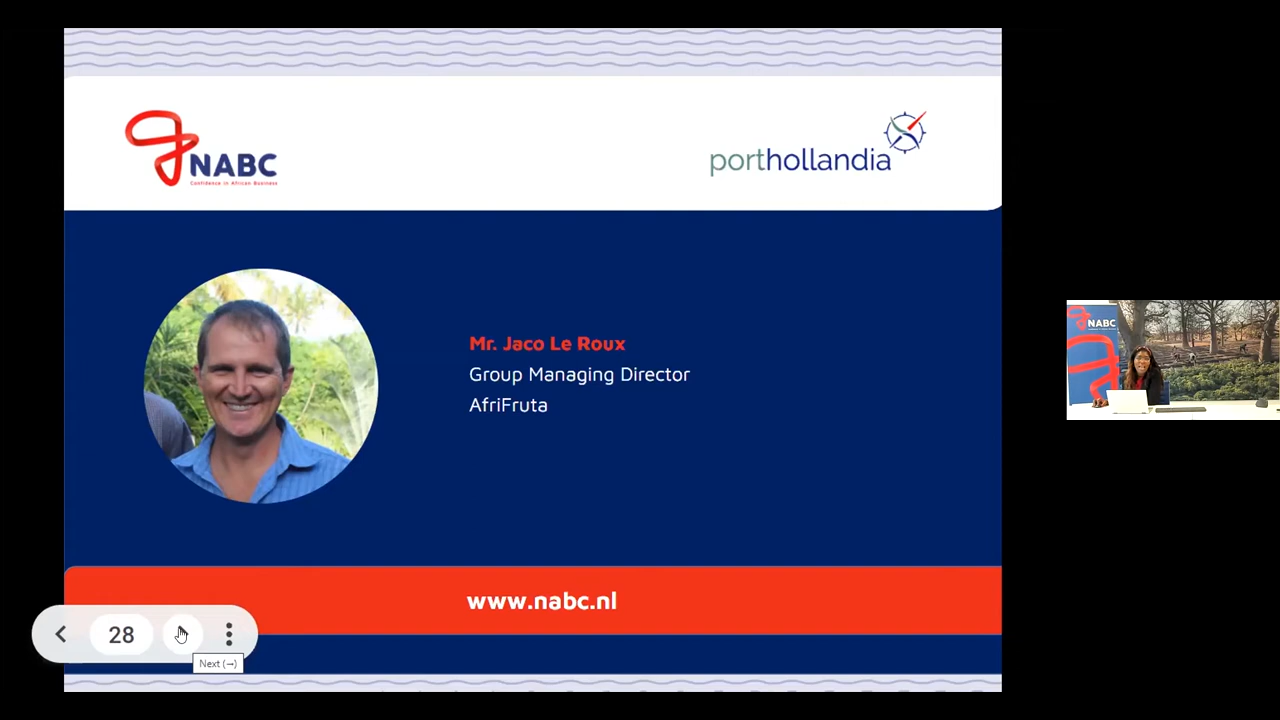 NABC
Confidence in African Business
porthollandia
Mr. Jaco Le Roux
Group Managing Director
AfriFruta
www.nabc.nl
28
Next (→)
NABC